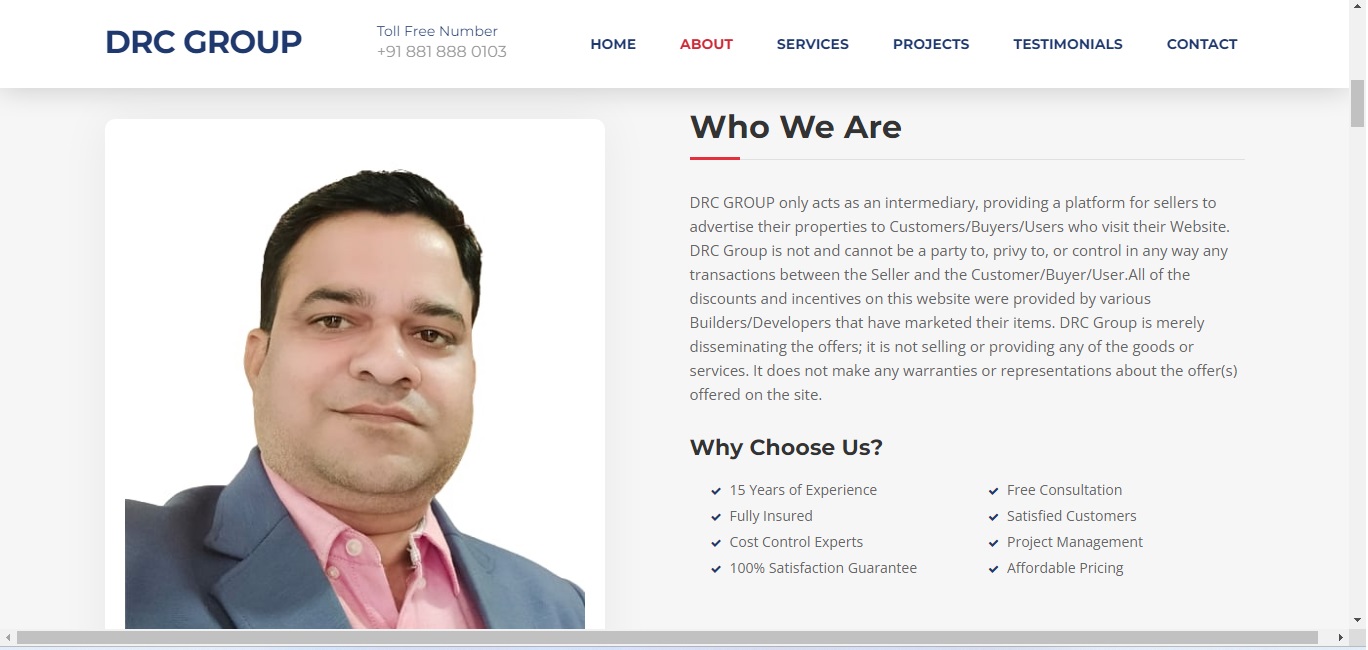 DRC GROUP
Toll Free Number
+91 881 888 0103
HOME
ABOUT
SERVICES
PROJECTS
TESTIMONIALS
CONTACT
Who We Are
DRC GROUP only acts as an intermediary, providing a platform for sellers to
advertise their properties to Customers/Buyers/Users who visit their Website.
DRC Group is not and cannot be a party to, privy to, or control in any way any
transactions between the Seller and the Customer/Buyer/User.All of the
discounts and incentives on this website were provided by various
Builders/Developers that have marketed their items. DRC Group is merely
disseminating the offers; it is not selling or providing any of the goods or
services. It does not make any warranties or representations about the offer(s)
offered on the site.
Why Choose Us?
15 Years of Experience
Fully Insured
Cost Control Experts
100% Satisfaction Guarantee
Free Consultation
Satisfied Customers
Project Management
Affordable Pricing